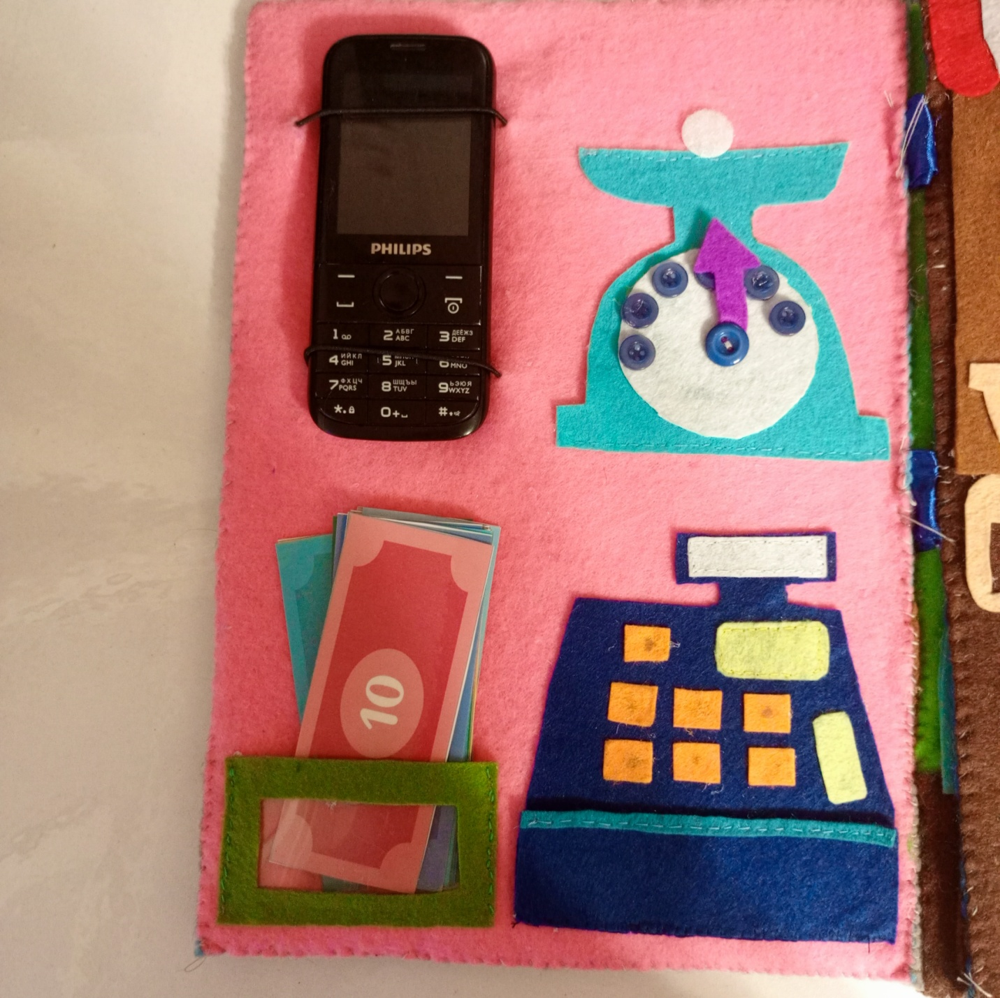 PHILIPS
1 2 АБВГ ABC 3 ДЕЁЖЗ DEF
4 ИЙКЛ GHI 5 JKL 6 MNO
7 ФХЦЧ PQRS 8 ШЩЪЫ TUV 9 ЬЭЮЯ WXYZ
*. 0+ #
10